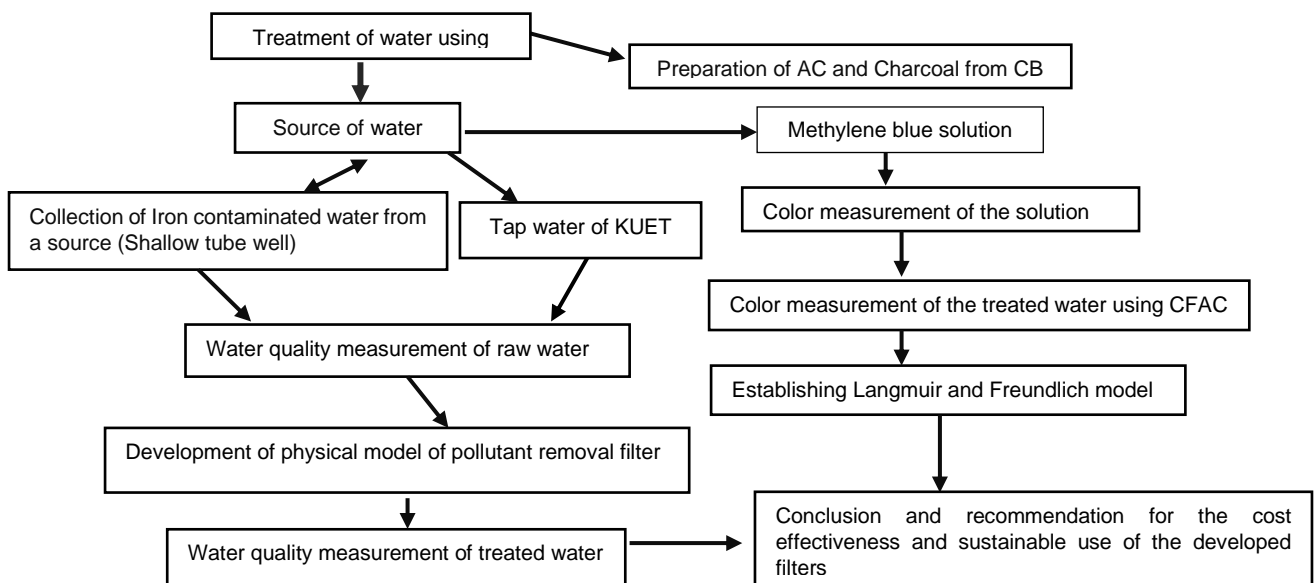 Treatment of water using
Preparation of AC and Charcoal from CB
Source of water
Methylene blue solution
Collection of Iron contaminated water from
a source (Shallow tube well)
Tap water of KUET
Color measurement of the solution
Water quality measurement of raw water
Color measurement of the treated water using CFAC
Establishing Langmuir and Freundlich model
Development of physical model of pollutant removal filter
Water quality measurement of treated water
Conclusion and recommendation for the cost
effectiveness and sustainable use of the developed
filters